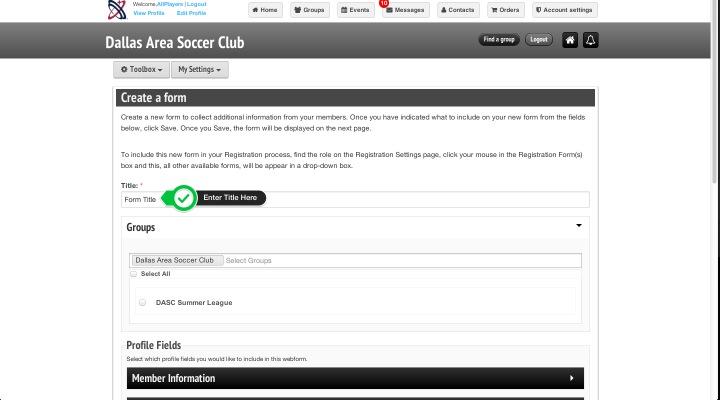 Welcome, AllPlayers | Logout
View Profile Edit Profile
Home Groups Events 10 Messages Contacts Orders Account settings
Dallas Area Soccer Club Find a group Logout
Toolbox My Settings
Create a form
Create a new form to collect additional information from your members. Once you have indicated what to include on your new form from the fields
below, click Save. Once you Save, the form will be displayed on the next page.
To include this new form in your Registration process, find the role on the Registration Settings page, click your mouse in the Registration Form(s)
box and this, all other available forms, will be appear in a drop-down box.
Title: *
Form Title Enter Title Here
Groups
Dallas Area Soccer Club Select Groups
Select All
DASC Summer League
Profile Fields
Select which profile fields you would like to include in this webform.
Member Information